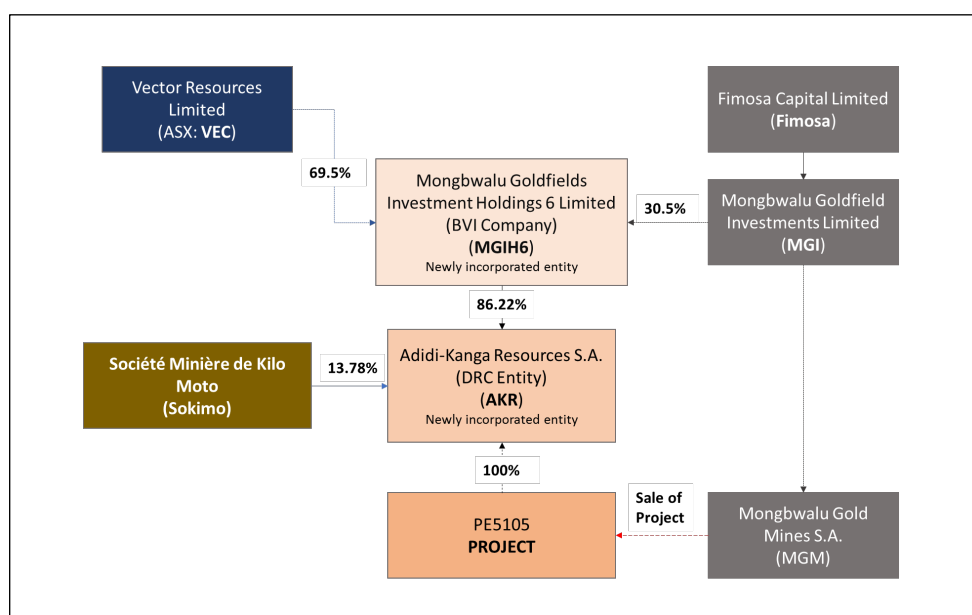 Vector Resources
Limited
(ASX: VEC)
Fimosa Capital Limited
(Fimosa)
69.5%
Mongbwalu Goldfields
Investment Holdings 6 Limited
(BVI Company)
(MGIH6)
Newly incorporated entity
30.5%
Mongbwalu Goldfield
Investments Limited
(MGI)
86.22%
Société Minière de Kilo
Moto
(Sokimo)
13.78%
Adidi-Kanga Resources S.A.
(DRC Entity)
(AKR)
Newly incorporated entity
100%
PE5105
PROJECT
Sale of
Project
Mongbwalu Gold
Mines S.A.
(MGM)